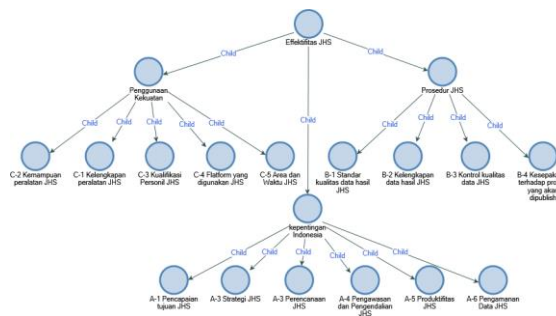 Effektifitas JHS
Child
Child
Child
Penggunaan
Kekuatan
Prosedur JHS
Child
Child
Child
Child
Child
Child
Child
Child
Child
C-2 Kemampuan
peralatan JHS
C-1 Kelengkapan
peralatan JHS
C-3 Kualifikasi
Personil JHS
C-4 Platform yang
digunakan JHS
C-5 Area dan
Waktu JHS
B-1 Standar
kualitas data hasil
JHS
B-2 Kelengkapan
data hasil JHS
B-3 Kontrol kualitas
data JHS
B-4 Kesepak
terhadap pro
yang akan
dipublish
kepentingan
Indonesia
Child
Child
Child
Child
Child
Child
A-1 Pencapaian
tujuan JHS
A-3 Strategi JHS
A-3 Perencanaan
JHS
A-4 Pengawasan
dan Pengendalian
JHS
A-5 Produktifitas
JHS
A-6 Pengamanan
Data JHS